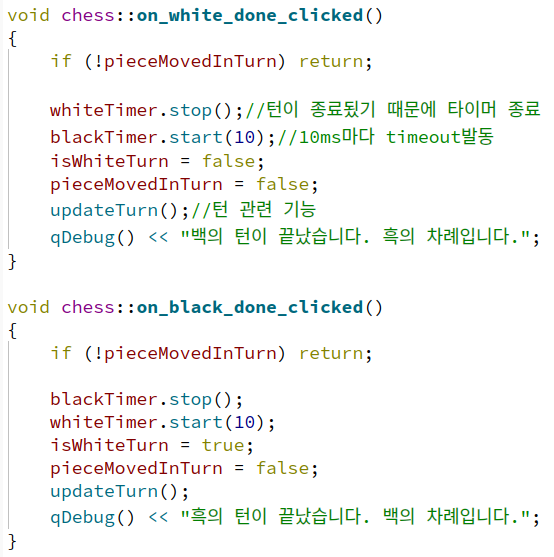 void chess::on_white_done_clicked()
{
    if (!pieceMovedInTurn) return;

    whiteTimer.stop();//턴이 종료됬기 때문에 타이머 종료
    blackTimer.start(10);//10ms마다 timeout발동
    isWhiteTurn = false;
    pieceMovedInTurn = false;
    updateTurn();//턴 관련 기능
    qDebug() << "백의 턴이 끝났습니다. 흑의 차례입니다.";
}

void chess::on_black_done_clicked()
{
    if (!pieceMovedInTurn) return;

    blackTimer.stop();
    whiteTimer.start(10);
    isWhiteTurn = true;
    pieceMovedInTurn = false;
    updateTurn();
    qDebug() << "흑의 턴이 끝났습니다. 백의 차례입니다.";
}